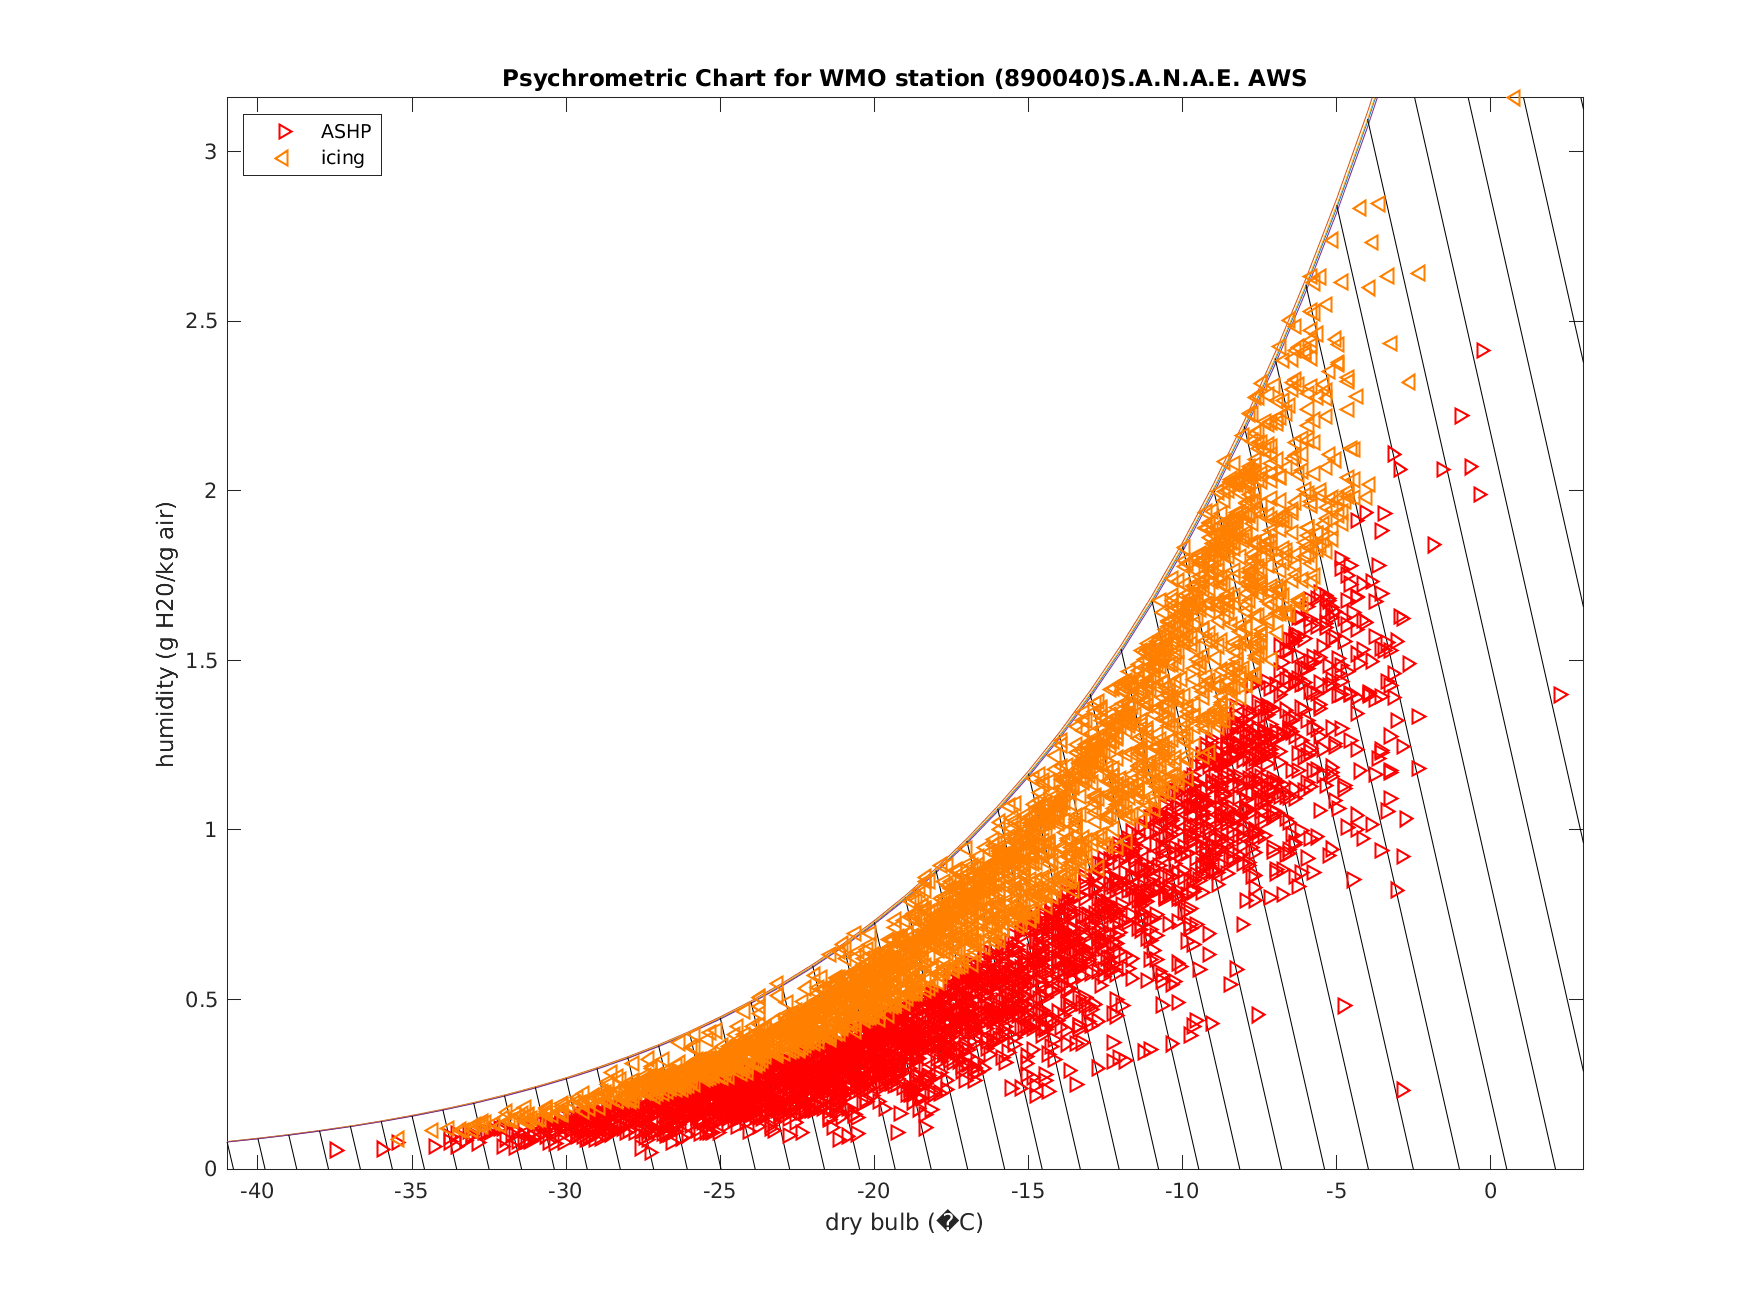 Psychrometric Chart for WMO station (890040)S.A.N.A.E. AWS
ASHP
icing
3
2.5
2
1.5
1
0.5
0
humidity (g H20/kg air)
-40 -35 -30 -25 -20 -15 -10 -5 0
dry bulb (�C)